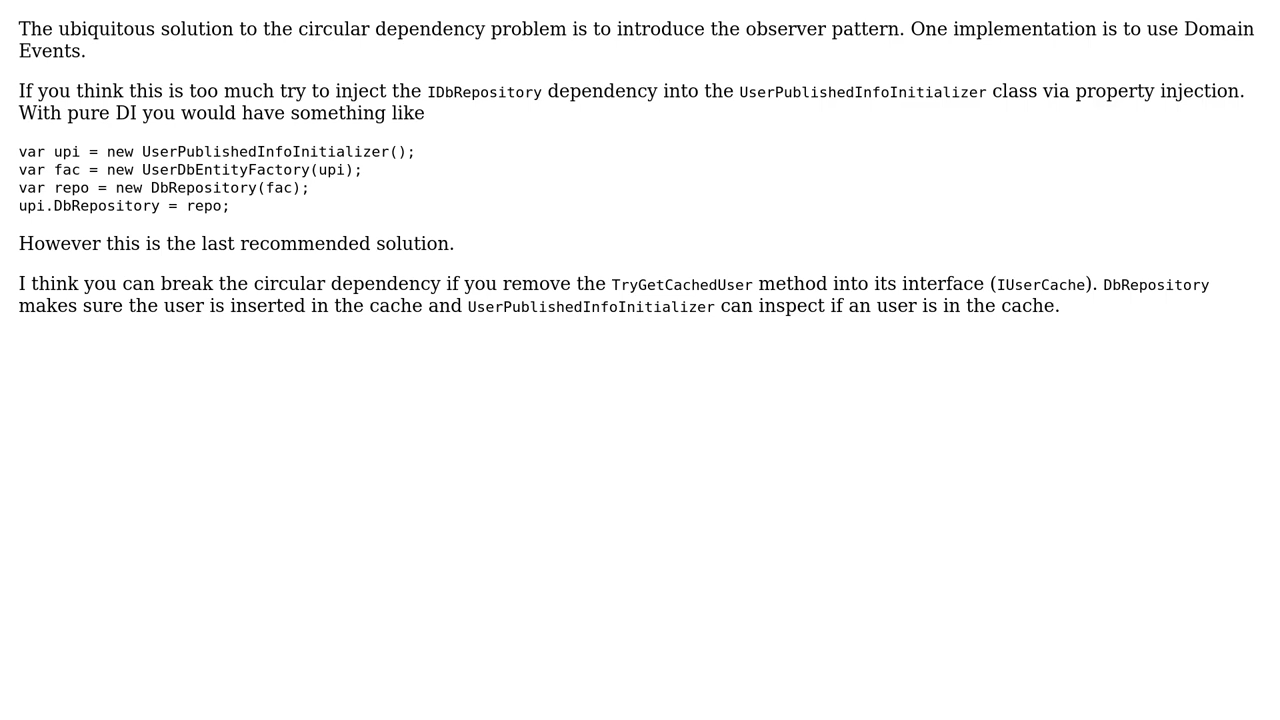 The ubiquitous solution to the circular dependency problem is to introduce the observer pattern. One implementation is to use Domain
Events.
If you think this is too much try to inject the IDbRepository dependency into the UserPublishedInfoInitializer class via property injection.
With pure DI you would have something like
var upi = new UserPublishedInfoInitializer();
var fac = new UserDbEntityFactory(upi);
var repo = new DbRepository(fac);
upi.DbRepository = repo;
However this is the last recommended solution.
I think you can break the circular dependency if you remove the TryGetCachedUser method into its interface (IUserCache). DbRepository
makes sure the user is inserted in the cache and UserPublishedInfoInitializer can inspect if an user is in the cache.